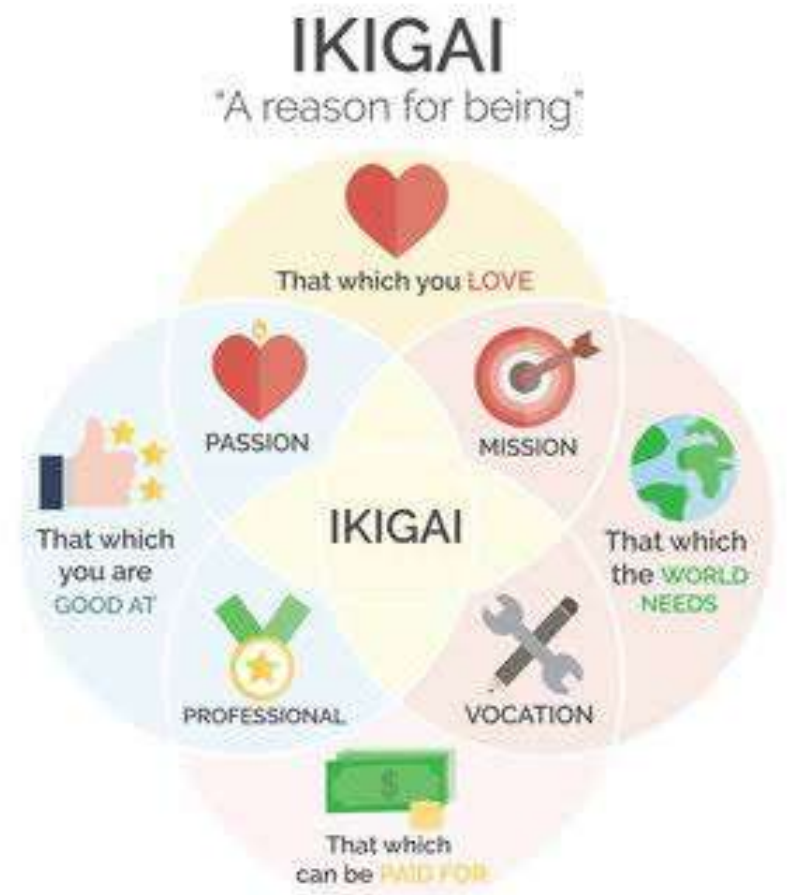 IKIGAI
"A reason for being"
That which you LOVE
PASSION
MISSION
IKIGAI
That which
you are
GOOD AT
That which
the WORLD
NEEDS
PROFESSIONAL
VOCATION
$
That which
can be PAID FOR